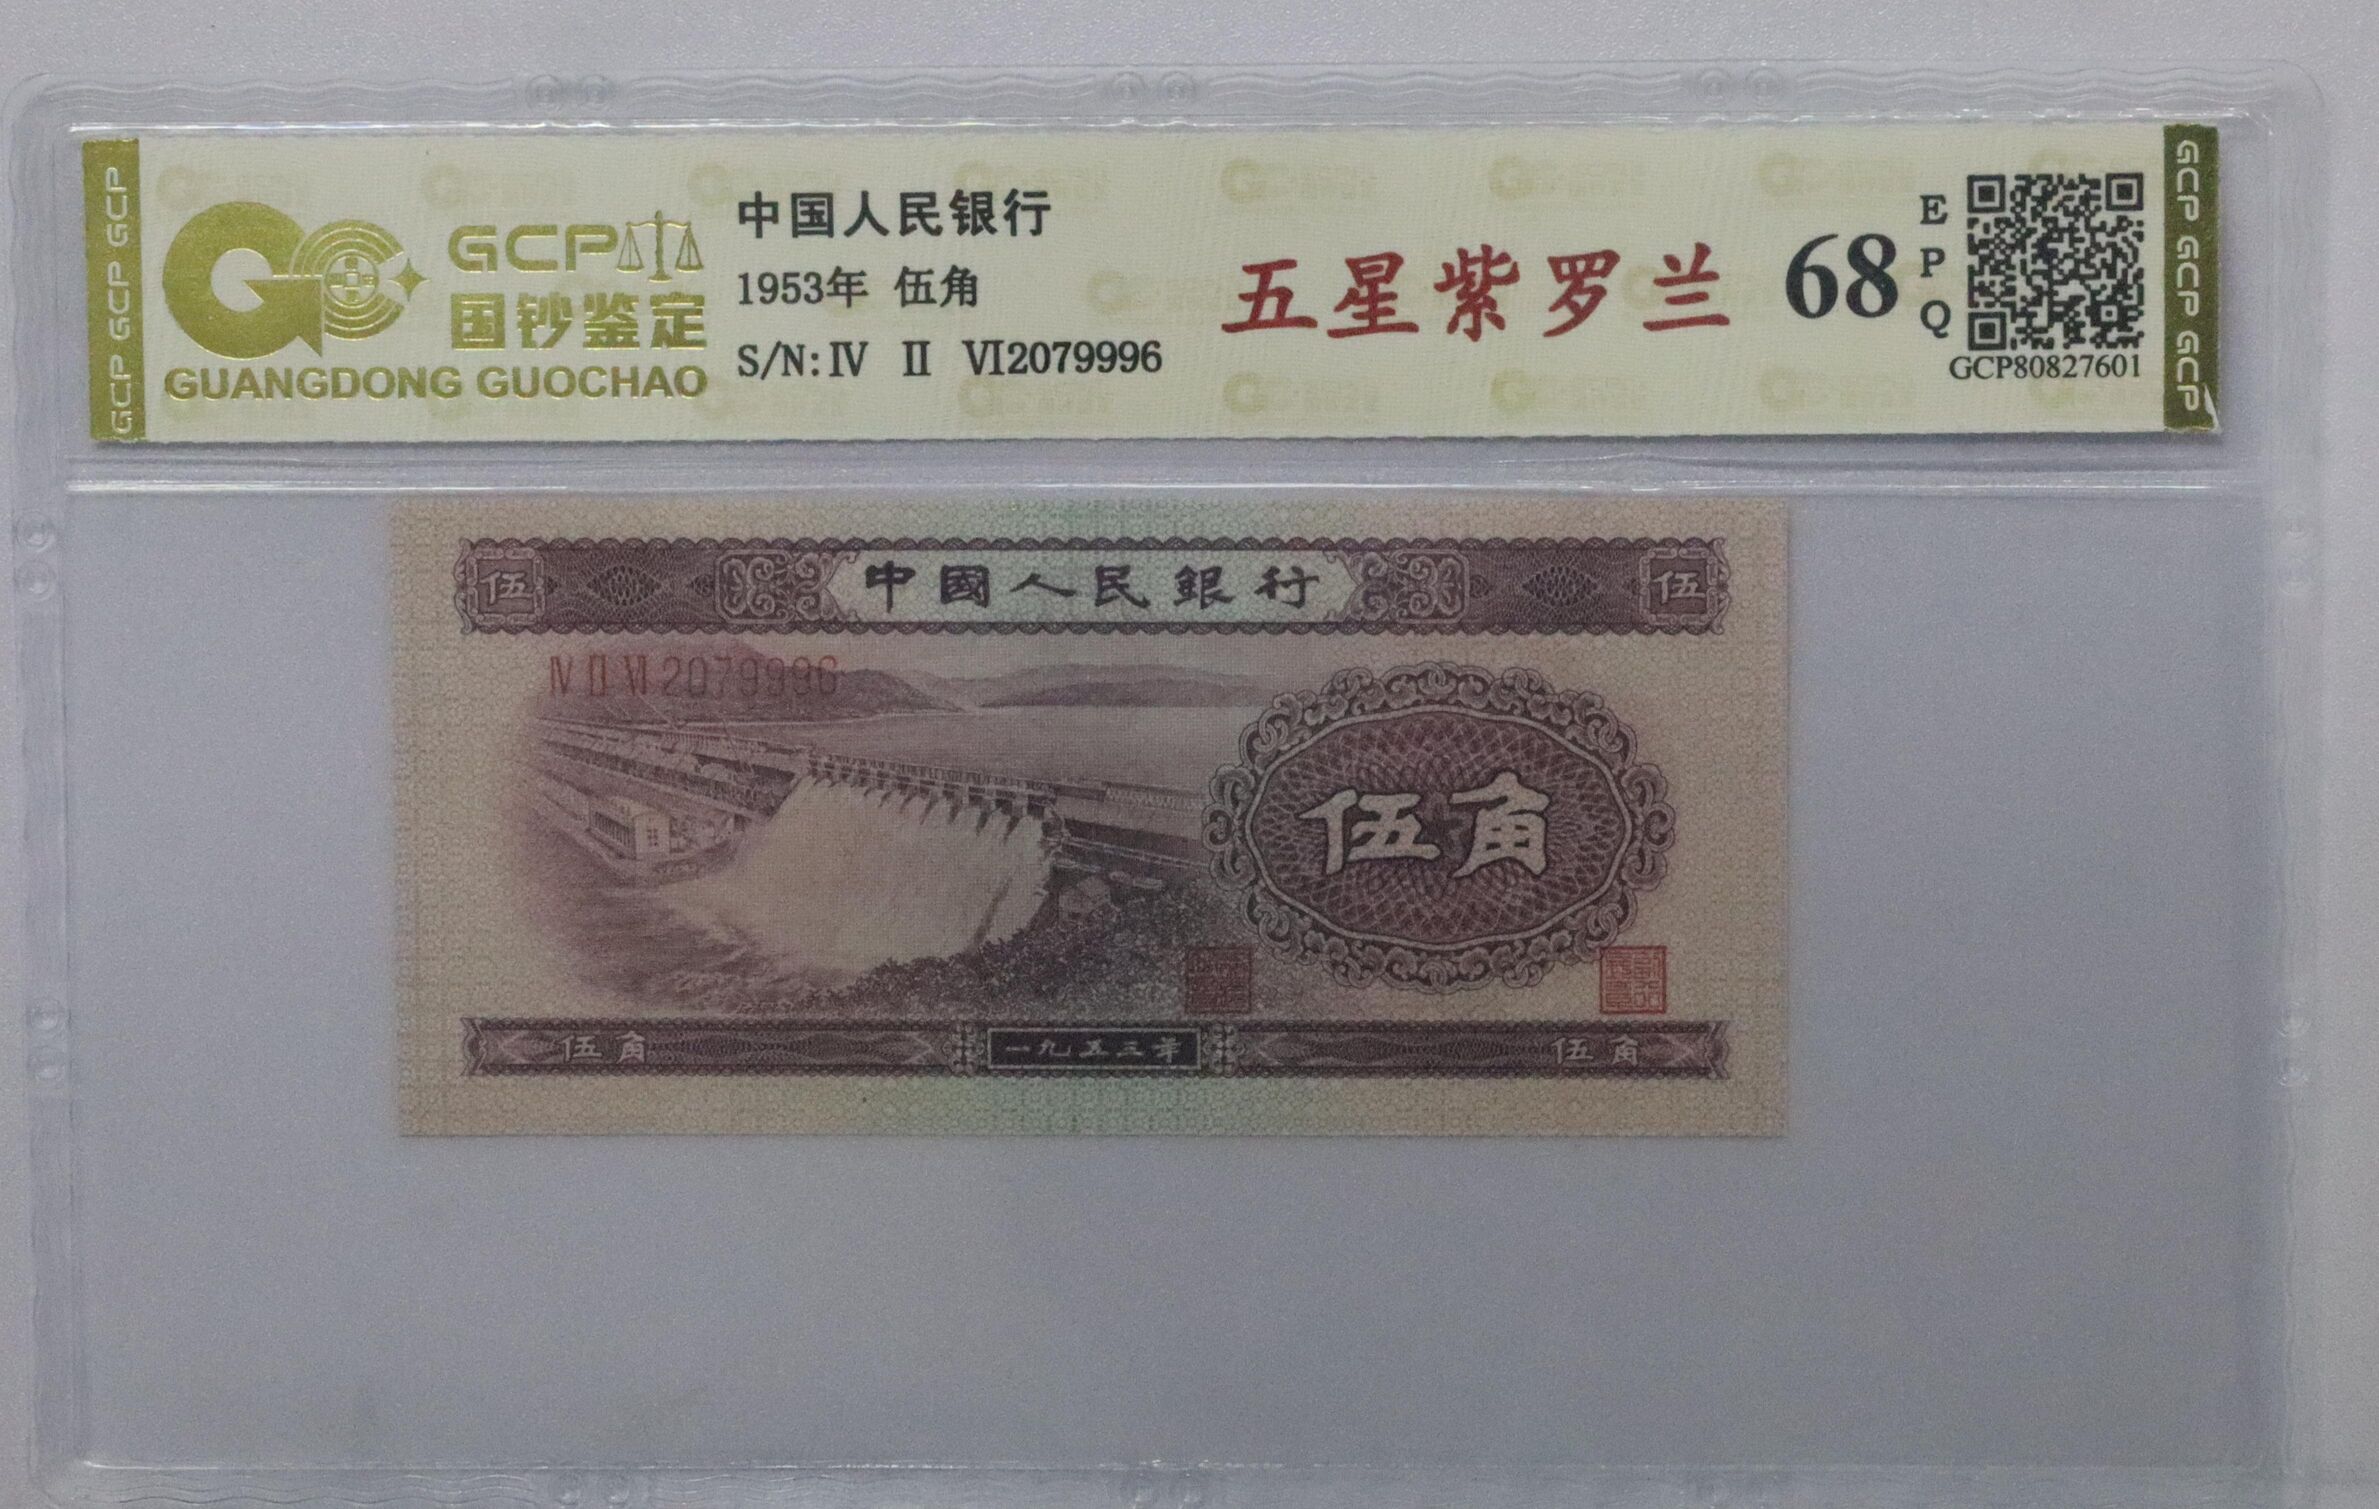 GCP GCP GCP
GCP
国钞鉴定
GUANGDONG GUOCHAO
中国人民银行
1953年 伍角
S/N: Ⅳ Ⅱ Ⅵ2079996
五星紫罗兰
68
EPQ
GCP80827601
GCP GCP GCP
伍
中國人民銀行
伍
Ⅳ Ⅱ Ⅵ 2079996
伍角
伍角
一九五三年
伍角